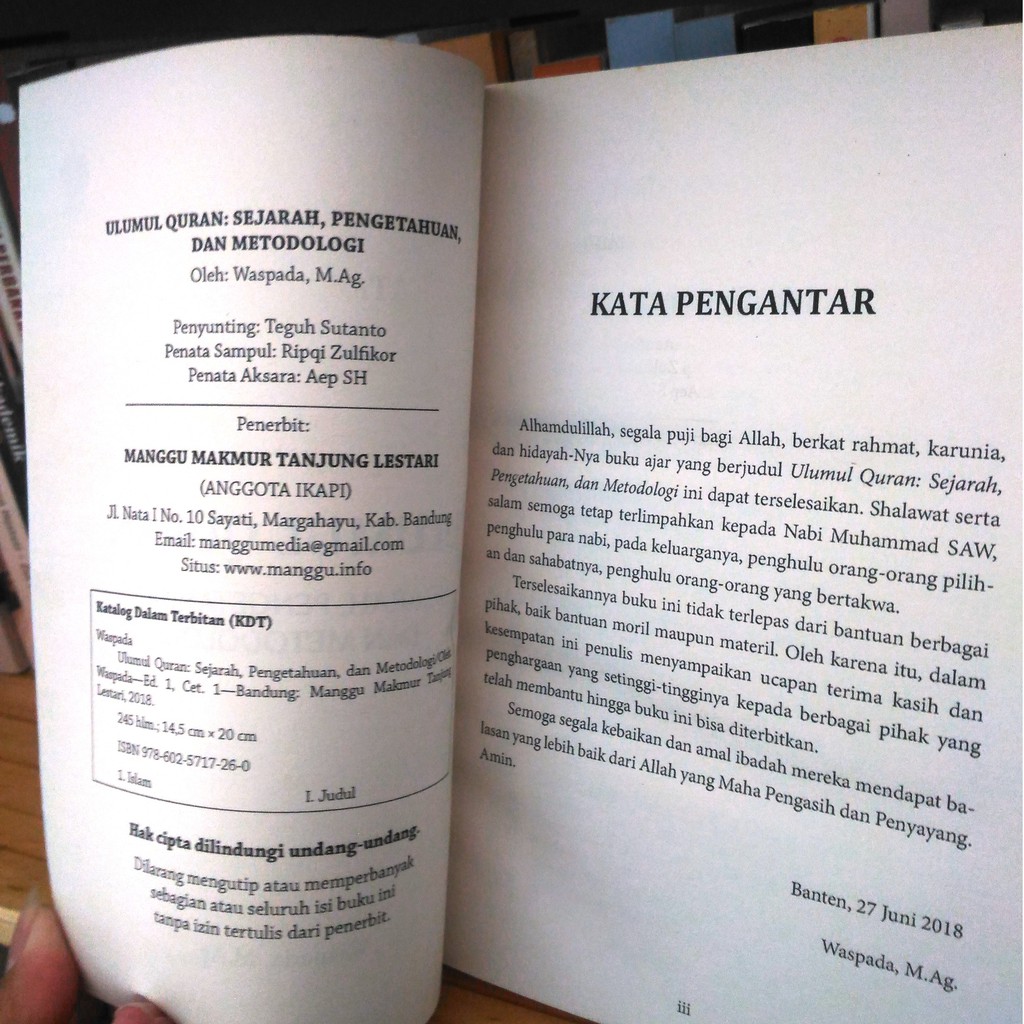 ULUMUL QURAN: SEJARAH, PENGETAHUAN,
DAN METODOLOGI
Oleh: Waspada, M.Ag.
Penyunting: Teguh Sutanto
Penata Sampul: Ripqi Zulfikor
Penata Aksara: Aep SH
Penerbit:
MANGGU MAKMUR TANJUNG LESTARI
(ANGGOTA IKAPI)
Jl. Nata I No. 10 Sayati, Margahayu, Kab. Bandung
Email: manggumedia@gmail.com
Situs: www.manggu.info
Katalog Dalam Terbitan (KDT)
Waspada
Ulumul Quran: Sejarah, Pengetahuan, dan Metodologi/Oleh
Waspada—Ed. 1, Cet. 1—Bandung: Manggu Makmur Tanjung
Lestari, 2018.
245 hlm.; 14,5 cm × 20 cm
ISBN 978-602-5717-26-0
1. Islam
I. Judul
Hak cipta dilindungi undang-undang.
Dilarang mengutip atau memperbanyak
sebagian atau seluruh isi buku ini
tanpa izin tertulis dari penerbit.
KATA PENGANTAR
Alhamdulillah, segala puji bagi Allah, berkat rahmat, karunia,
dan hidayah-Nya buku ajar yang berjudul Ulumul Quran: Sejarah,
Pengetahuan, dan Metodologi ini dapat terselesaikan. Shalawat serta
salam semoga tetap terlimpahkan kepada Nabi Muhammad SAW,
penghulu para nabi, pada keluarganya, penghulu orang-orang pilih-
an dan sahabatnya, penghulu orang-orang yang bertakwa.
Terselesaikannya buku ini tidak terlepas dari bantuan berbagai
pihak, baik bantuan moril maupun materil. Oleh karena itu, dalam
kesempatan ini penulis menyampaikan ucapan terima kasih dan
penghargaan yang setinggi-tingginya kepada berbagai pihak yang
telah membantu hingga buku ini bisa diterbitkan.
Semoga segala kebaikan dan amal ibadah mereka mendapat ba-
lasan yang lebih baik dari Allah yang Maha Pengasih dan Penyayang.
Amin.
Banten, 27 Juni 2018
Waspada, M.Ag.
iii